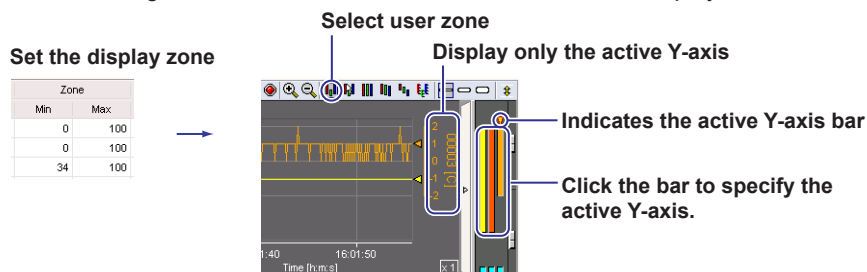 Select user zone
Set the display zone
Display only the active Y-axis
Zone
Min Max
0 100
0 100
34 100
Indicates the active Y-axis bar
2
1
0
-1
-2
00003 [C]
Click the bar to specify the
active Y-axis.
1:40 16:01:50
Time [h:m:s]
x 1